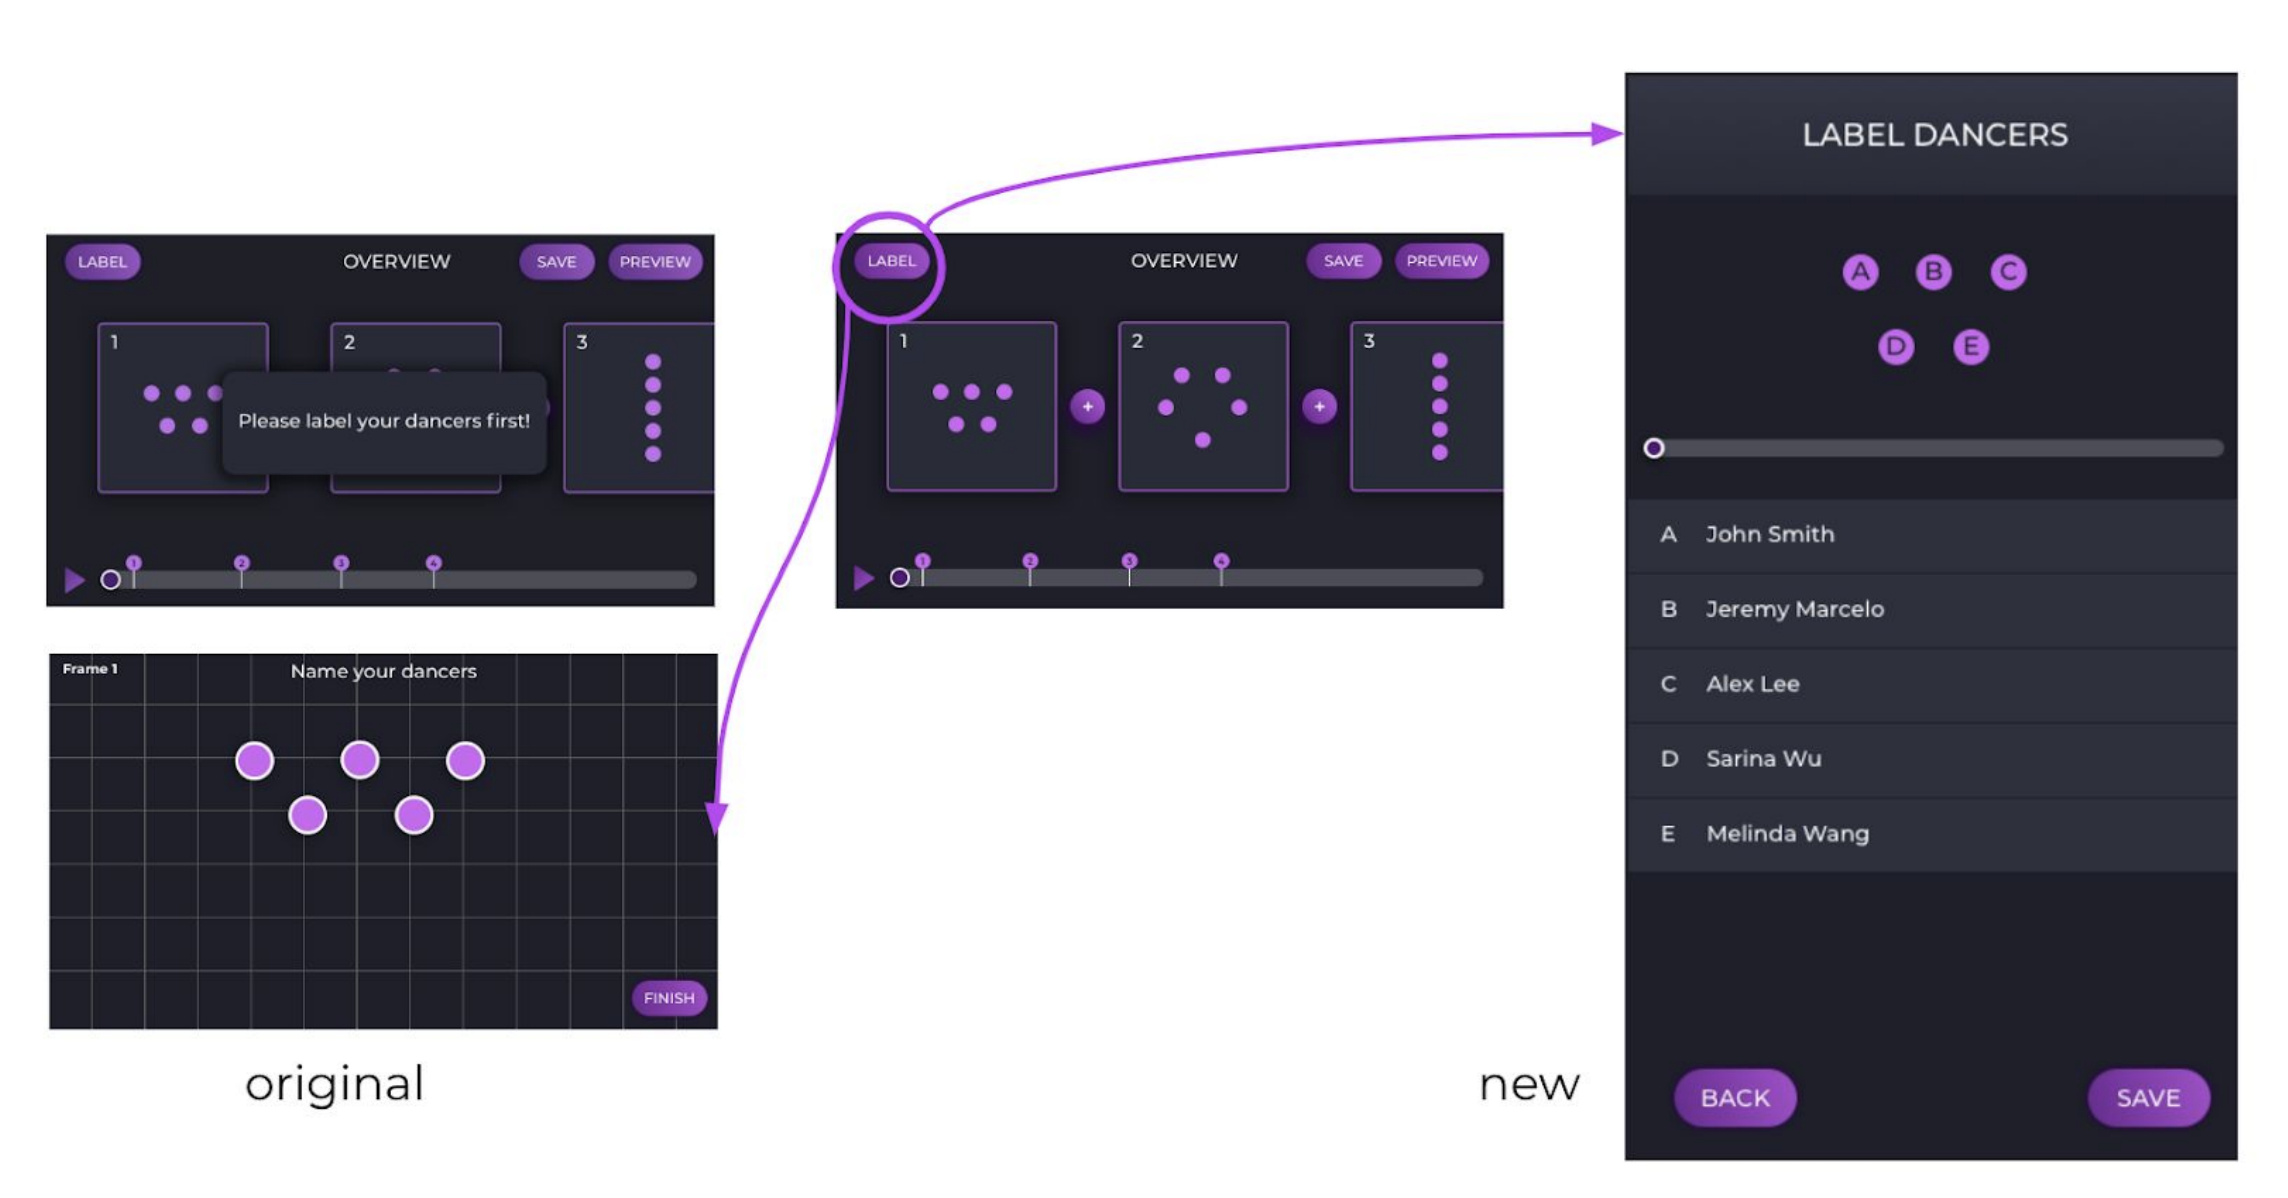 LABEL OVERVIEW SAVE PREVIEW
1 2 3
Please label your dancers first!
1 2 3 4
Frame 1 Name your dancers
FINISH
original
LABEL OVERVIEW SAVE PREVIEW
1 2 3
+ +
1 2 3 4
new
LABEL DANCERS
A B C
D E
A John Smith
B Jeremy Marcelo
C Alex Lee
D Sarina Wu
E Melinda Wang
BACK SAVE